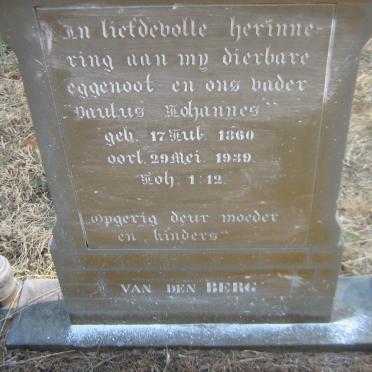 In liefdevolle herinne-
ring aan my dierbare
eggenoot en ons vader
"Paulus Johannes"
geb. 17 Jul. 1860
oorl. 29 Mei. 1939.
Joh. 1:12.
"Opgerig deur moeder
en kinders"
VAN DEN BERG